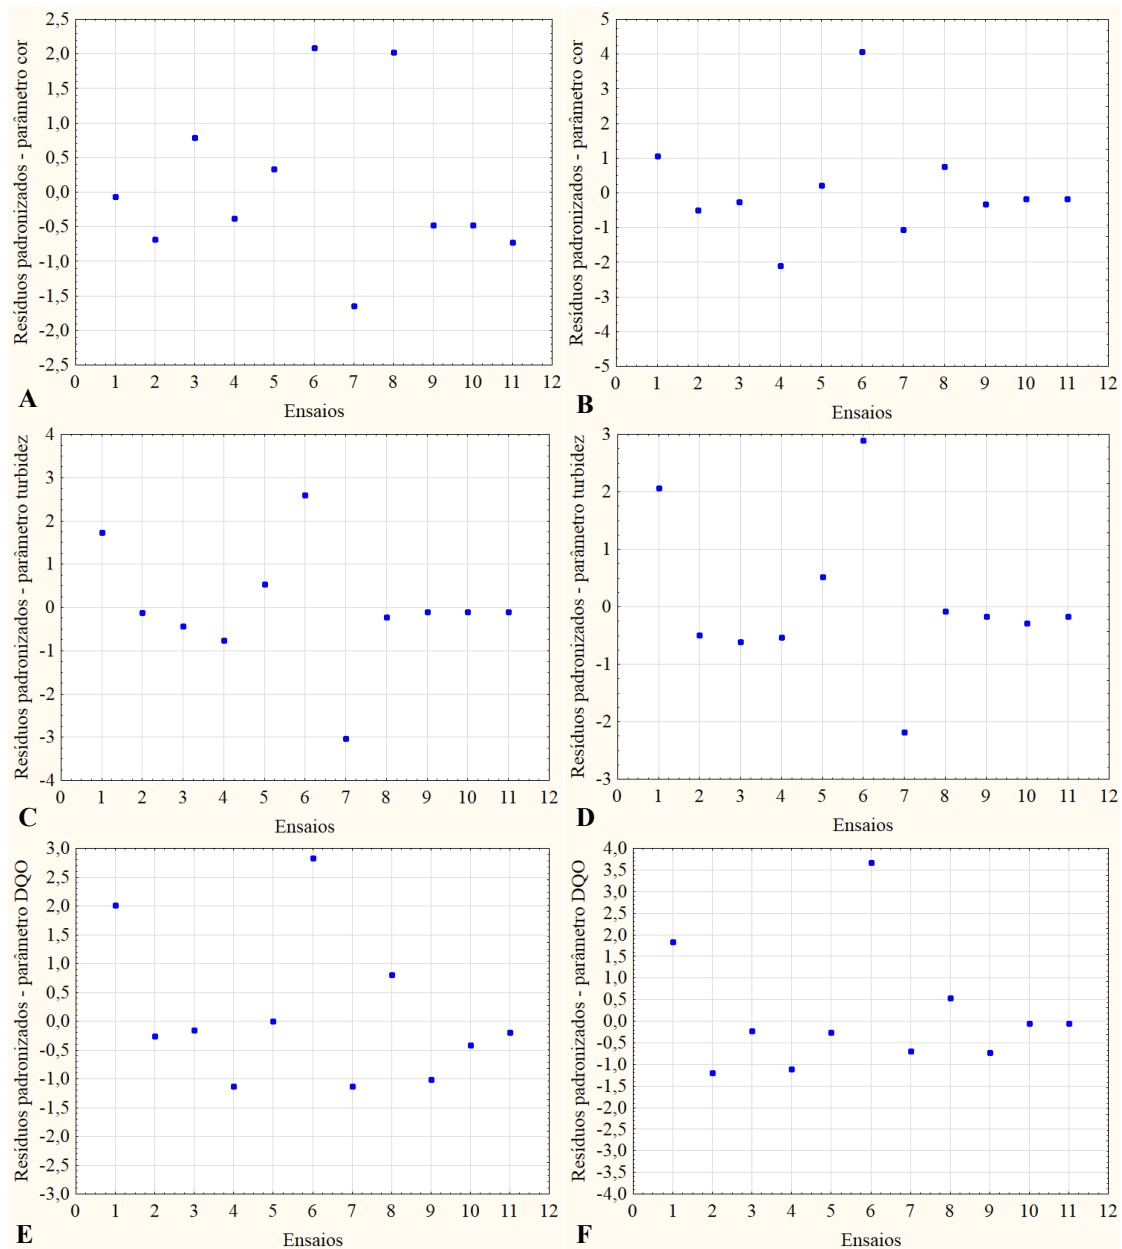 Resíduos padronizados - parâmetro cor
2,5
2,0
1,5
1,0
0,5
0,0
-0,5
-1,0
-1,5
-2,0
-2,5
0 1 2 3 4 5 6 7 8 9 10 11 12
A
Ensaios
Resíduos padronizados - parâmetro cor
5
4
3
2
1
0
-1
-2
-3
-4
-5
0 1 2 3 4 5 6 7 8 9 10 11 12
B
Ensaios
Resíduos padronizados - parâmetro turbidez
4
3
2
1
0
-1
-2
-3
-4
0 1 2 3 4 5 6 7 8 9 10 11 12
C
Ensaios
Resíduos padronizados - parâmetro turbidez
3
2
1
0
-1
-2
-3
0 1 2 3 4 5 6 7 8 9 10 11 12
D
Ensaios
Resíduos padronizados - parâmetro DQO
3,0
2,5
2,0
1,5
1,0
0,5
0,0
-0,5
-1,0
-1,5
-2,0
-2,5
-3,0
0 1 2 3 4 5 6 7 8 9 10 11 12
E
Ensaios
Resíduos padronizados - parâmetro DQO
4,0
3,5
3,0
2,5
2,0
1,5
1,0
0,5
0,0
-0,5
-1,0
-1,5
-2,0
-2,5
-3,0
-3,5
-4,0
0 1 2 3 4 5 6 7 8 9 10 11 12
F
Ensaios